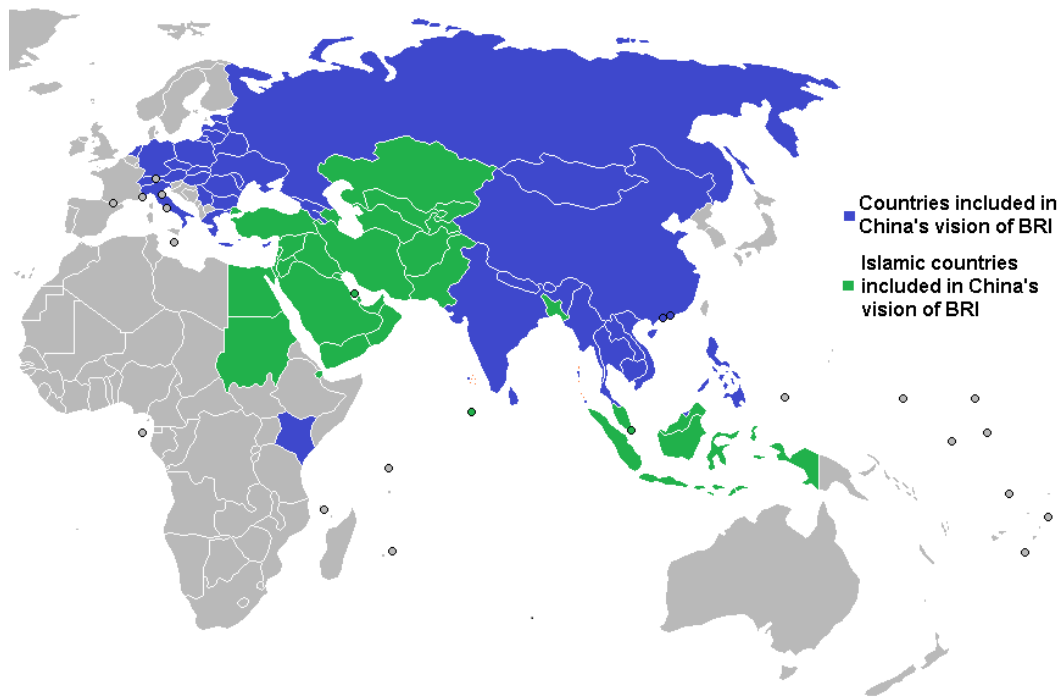 Countries included in
China's vision of BRI
Islamic countries
included in China's
vision of BRI